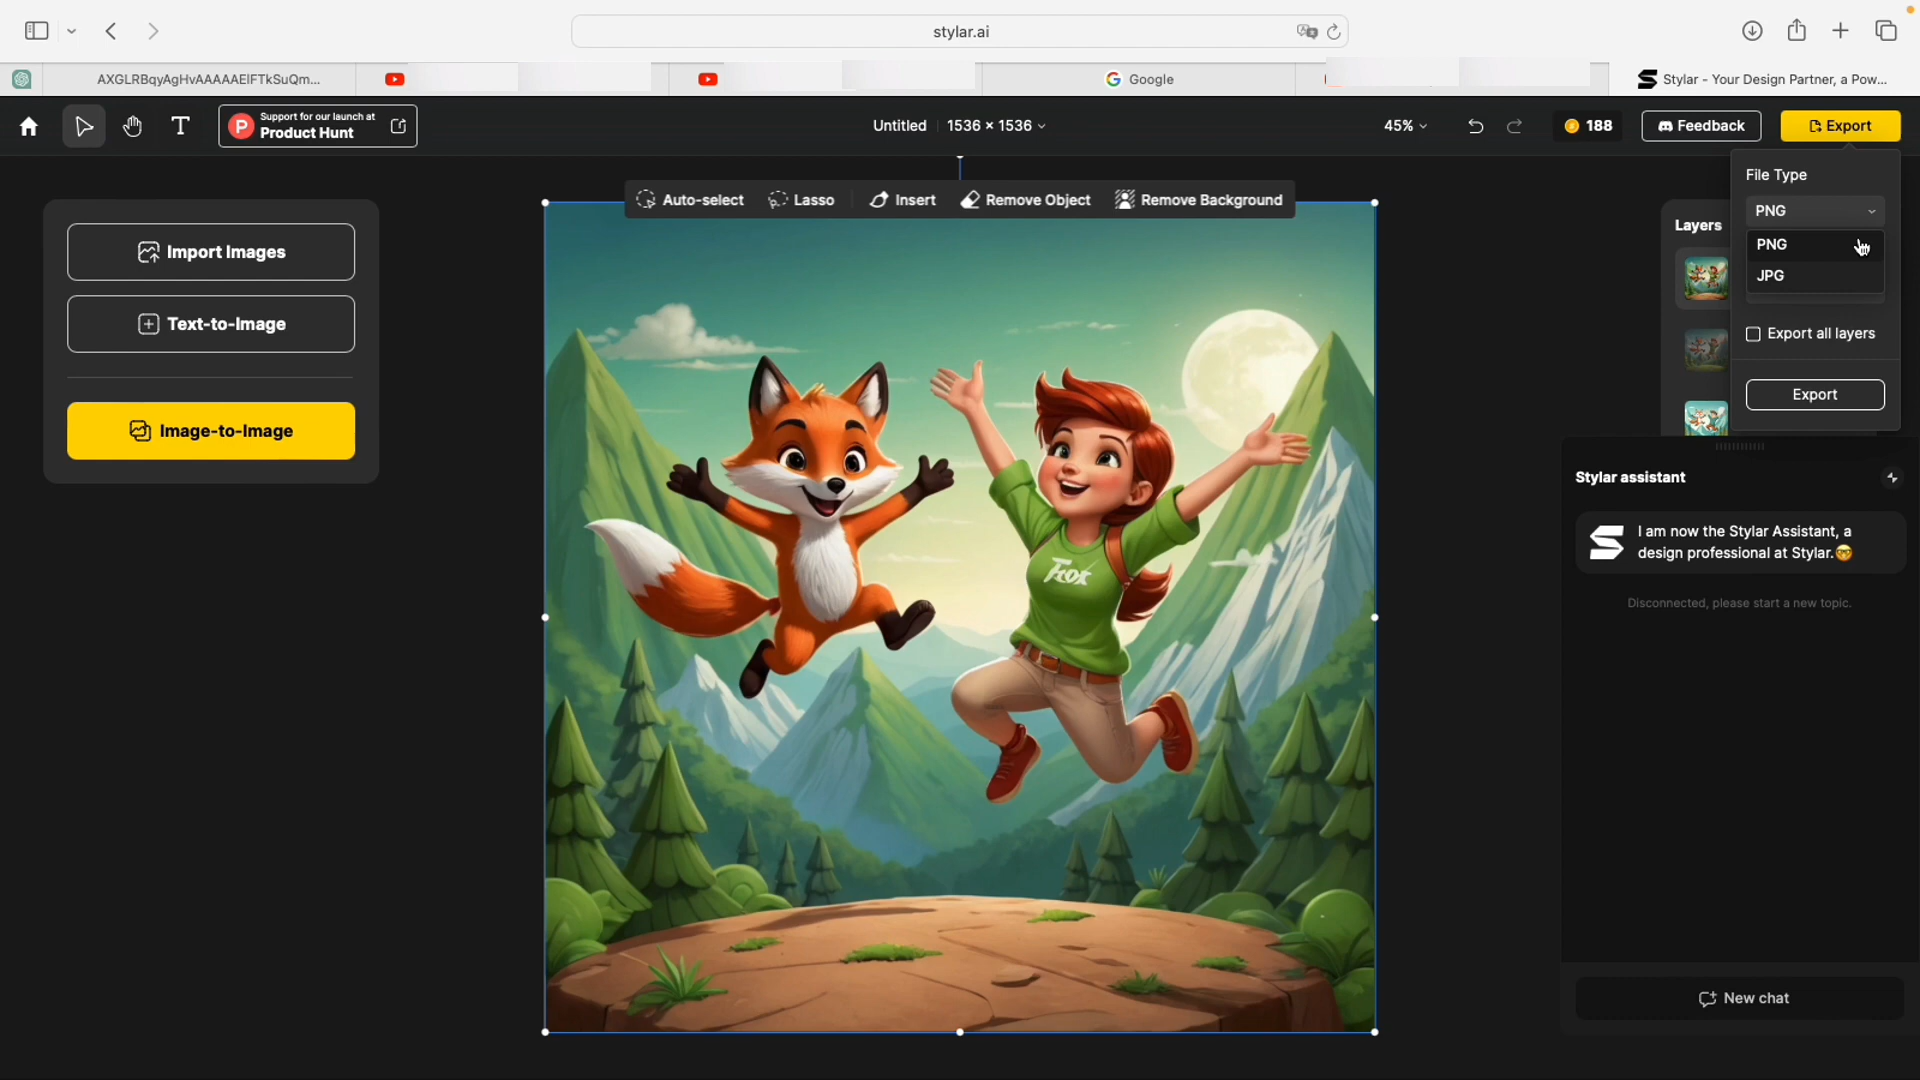 stylar.ai
AXGLRBqyAgHvAAAAAEIFTkSuQm...
Google
Stylar - Your Design Partner, a Pow...
Support for our launch at
Product Hunt
Untitled
1536 × 1536
45%
188
Feedback
Export
File Type
PNG
PNG
JPG
Export all layers
Export
Auto-select
Lasso
Insert
Remove Object
Remove Background
Import Images
Text-to-Image
Image-to-Image
Layers
Stylar assistant
I am now the Stylar Assistant, a
design professional at Stylar.🤓
Disconnected, please start a new topic.
New chat